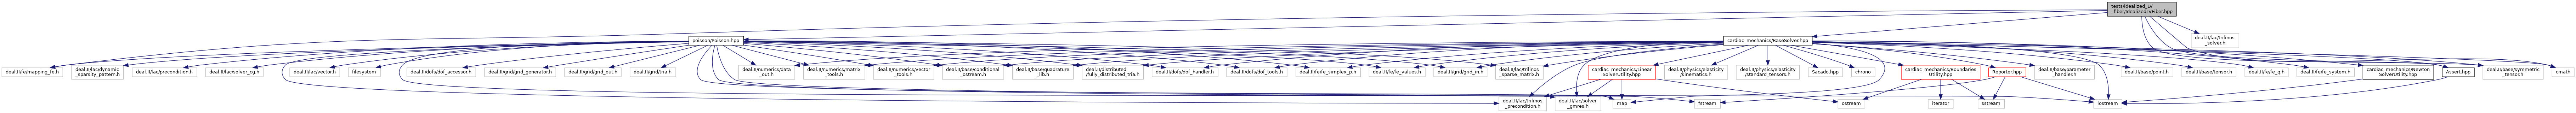 tests/idealized_LV
_fiber/IdealizedLVFiber.hpp
deal.II/lac/trilinos
_solver.h
poisson/Poisson.hpp
cardiac_mechanics/BaseSolver.hpp
deal.II/fe/mapping_fe.h
deal.II/lac/dynamic
_sparsity_pattern.h
deal.II/lac/precondition.h
deal.II/lac/solver_cg.h
deal.II/lac/vector.h
filesystem
deal.II/dofs/dof_accessor.h
deal.II/grid/grid_generator.h
deal.II/grid/grid_out.h
deal.II/grid/tria.h
deal.II/numerics/data
_out.h
deal.II/numerics/matrix
_tools.h
deal.II/numerics/vector
_tools.h
deal.II/base/conditional
_ostream.h
deal.II/base/quadrature
_lib.h
deal.II/distributed
/fully_distributed_tria.h
deal.II/dofs/dof_handler.h
deal.II/dofs/dof_tools.h
deal.II/fe/fe_simplex_p.h
deal.II/fe/fe_values.h
deal.II/grid/grid_in.h
deal.II/lac/trilinos
_sparse_matrix.h
cardiac_mechanics/Linear
SolverUtility.hpp
deal.II/physics/elasticity
/kinematics.h
deal.II/physics/elasticity
/standard_tensors.h
Sacado.hpp
chrono
cardiac_mechanics/Boundaries
Utility.hpp
Reporter.hpp
deal.II/base/parameter
_handler.h
deal.II/base/point.h
deal.II/base/tensor.h
deal.II/fe/fe_q.h
deal.II/fe/fe_system.h
cardiac_mechanics/Newton
SolverUtility.hpp
Assert.hpp
deal.II/base/symmetric
_tensor.h
cmath
deal.II/lac/trilinos
_precondition.h
deal.II/lac/solver
_gmres.h
map
fstream
ostream
iterator
sstream
iostream